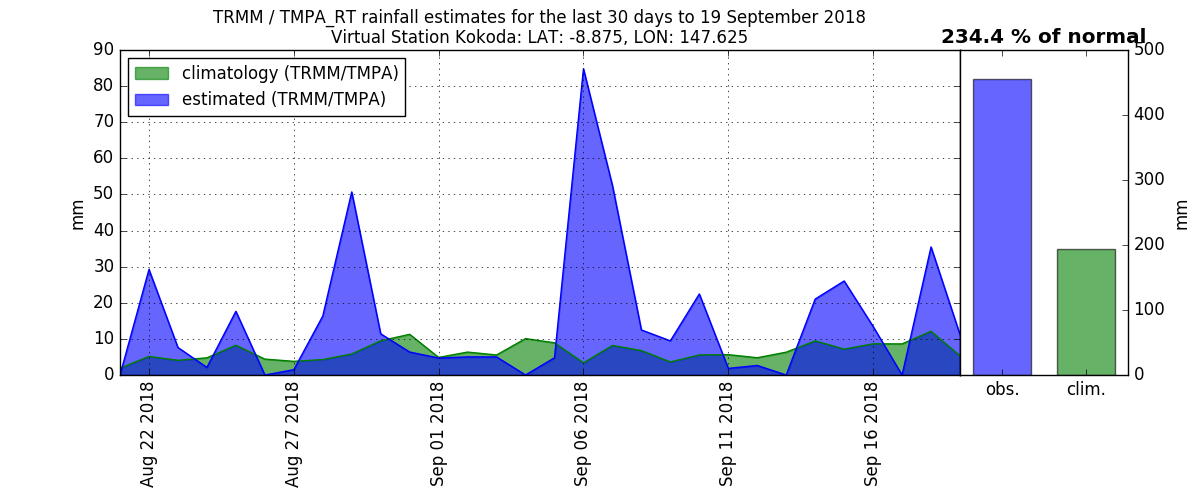 TRMM / TMPA_RT rainfall estimates for the last 30 days to 19 September 2018
Virtual Station Kokoda: LAT: -8.875, LON: 147.625
234.4 % of normal
climatology (TRMM/TMPA)
estimated (TRMM/TMPA)
90
80
70
60
50
40
30
20
10
0
mm
Aug 22 2018
Aug 27 2018
Sep 01 2018
Sep 06 2018
Sep 11 2018
Sep 16 2018
500
400
300
200
100
0
mm
obs.
clim.